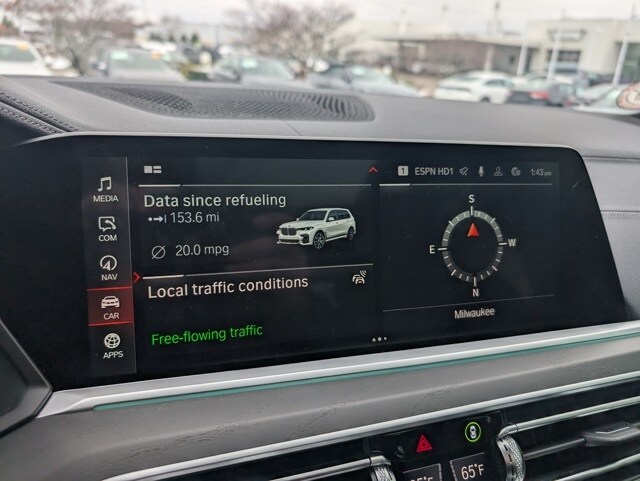 1 ESPN HD1 1:43 pm
MEDIA
COM
NAV
CAR
APPS
Data since refueling
153.6 mi
20.0 mpg
Local traffic conditions
Free-flowing traffic
S
E W
N
Milwaukee
65°F